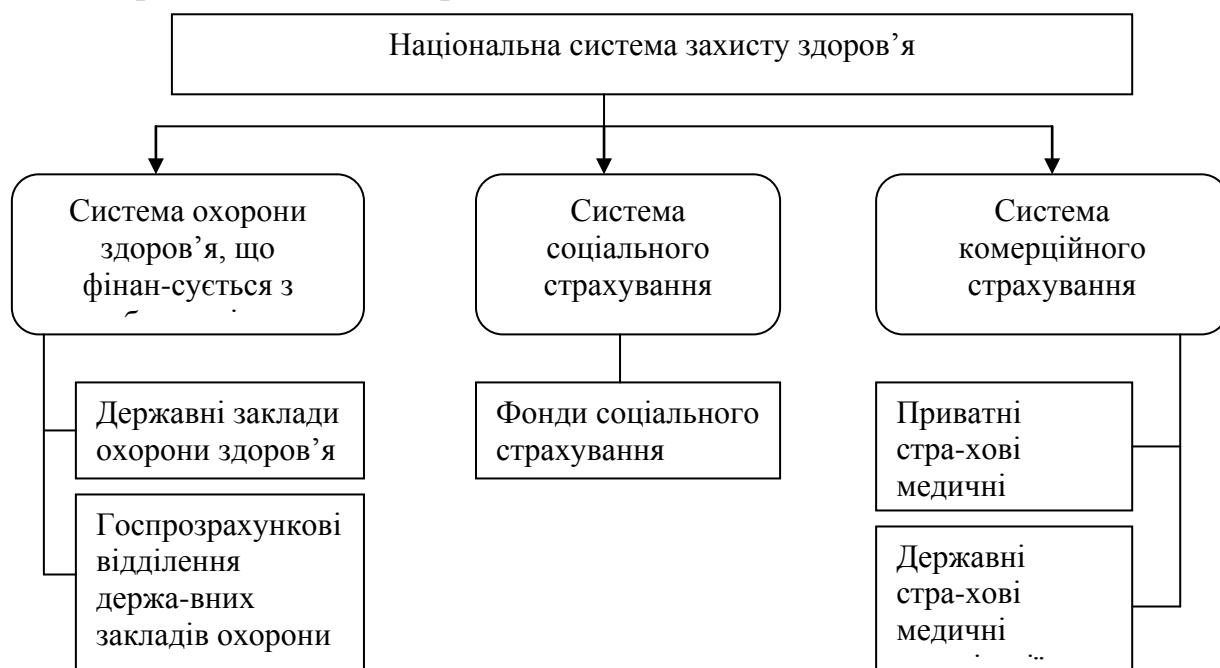 Національна система захисту здоров’я
Система охорони
здоров’я, що
фінан-сується з
Система
соціального
страхування
Система
комерційного
страхування
Державні заклади
охорони здоров’я
Госпрозрахункові
відділення
держа-вних
закладів охорони
Фонди соціального
страхування
Приватні
стра-хові
медичні
Державні
стра-хові
медичні